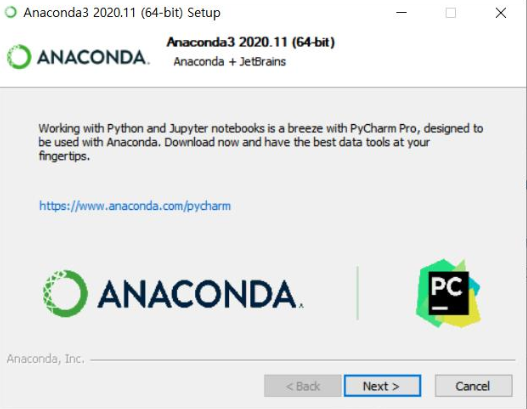 Anaconda3 2020.11 (64-bit) Setup
ANACONDA.
Anaconda3 2020.11 (64-bit)
Anaconda + JetBrains
Working with Python and Jupyter notebooks is a breeze with PyCharm Pro, designed to
be used with Anaconda. Download now and have the best data tools at your
fingertips.
https://www.anaconda.com/pycharm
ANACONDA.
PC
Anaconda, Inc.
< Back
Next >
Cancel